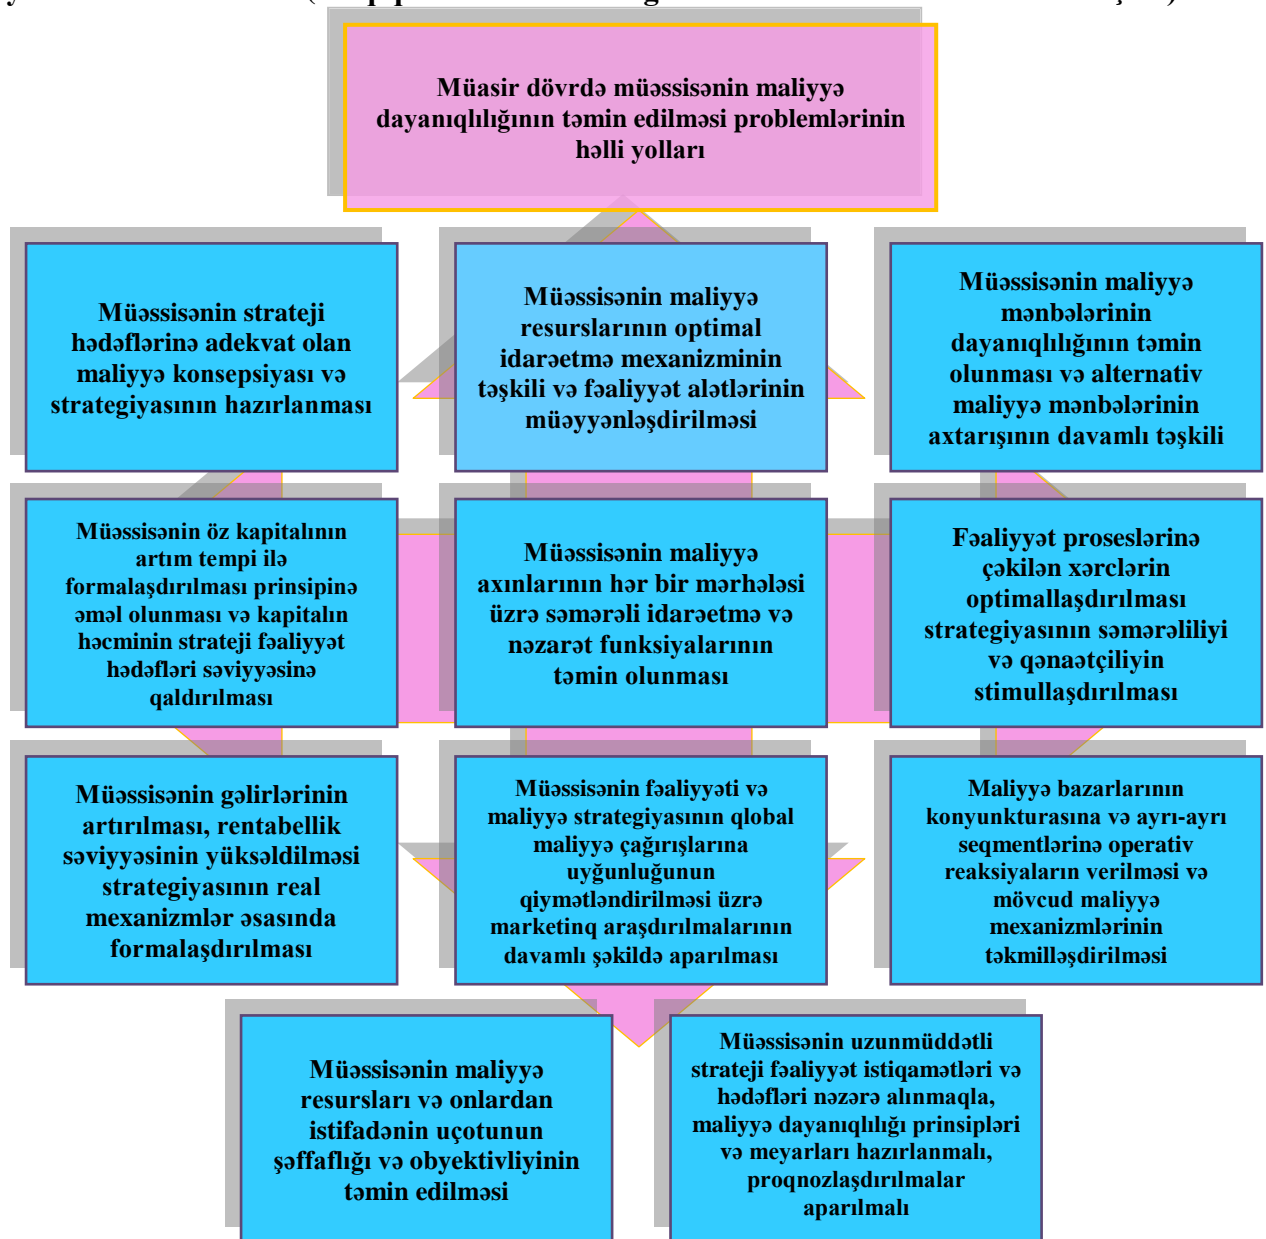 Müasir dövrdə müəssisənin maliyyə
dayanıqlılığının təmin edilməsi problemlərinin
həlli yolları
Müəssisənin strateji
hədəflərinə adekvat olan
maliyyə konsepsiyası və
strategiyasının hazırlanması
Müəssisənin maliyyə
resurslarının optimal
idarəetmə mexanizminin
təşkili və fəaliyyət alətlərinin
müəyyənləşdirilməsi
Müəssisənin maliyyə
mənbələrinin
dayanıqlılığının təmin
olunması və alternativ
maliyyə mənbələrinin
axtarışının davamlı təşkili
Müəssisənin öz kapitalının
artım tempi ilə
formalaşdırılması prinsipinə
əməl olunması və kapitalın
həcminin strateji fəaliyyət
hədəfləri səviyyəsinə
qaldırılması
Müəssisənin maliyyə
axınlarının hər bir mərhələsi
üzrə səmərəli idarəetmə və
nəzarət funksiyalarının
təmin olunması
Fəaliyyət proseslərinə
çəkilən xərclərin
optimallaşdırılması
strategiyasının səmərəliliyi
və qənaətçiliyin
stimullaşdırılması
Müəssisənin gəlirlərinin
artırılması, rentabellik
səviyyəsinin yüksəldilməsi
strategiyasının real
mexanizmlər əsasında
formalaşdırılması
Müəssisənin fəaliyyəti və
maliyyə strategiyasının qlobal
maliyyə çağırışlarına
uyğunluğunun
qiymətləndirilməsi üzrə
marketinq araşdırılmalarının
davamlı şəkildə aparılması
Maliyyə bazarlarının
konyunkturasına və ayrı-ayrı
seqmentlərinə operativ
reaksiyaların verilməsi və
mövcud maliyyə
mexanizmlərinin
təkmilləşdirilməsi
Müəssisənin maliyyə
resursları və onlardan
istifadənin uçotunun
şəffaflığı və obyektivliyinin
təmin edilməsi
Müəssisənin uzunmüddətli
strateji fəaliyyət istiqamətləri və
hədəfləri nəzərə alınmaqla,
maliyyə dayanıqlılığı prinsipləri
və meyarları hazırlanmalı,
proqnozlaşdırılmalar
aparılmalı